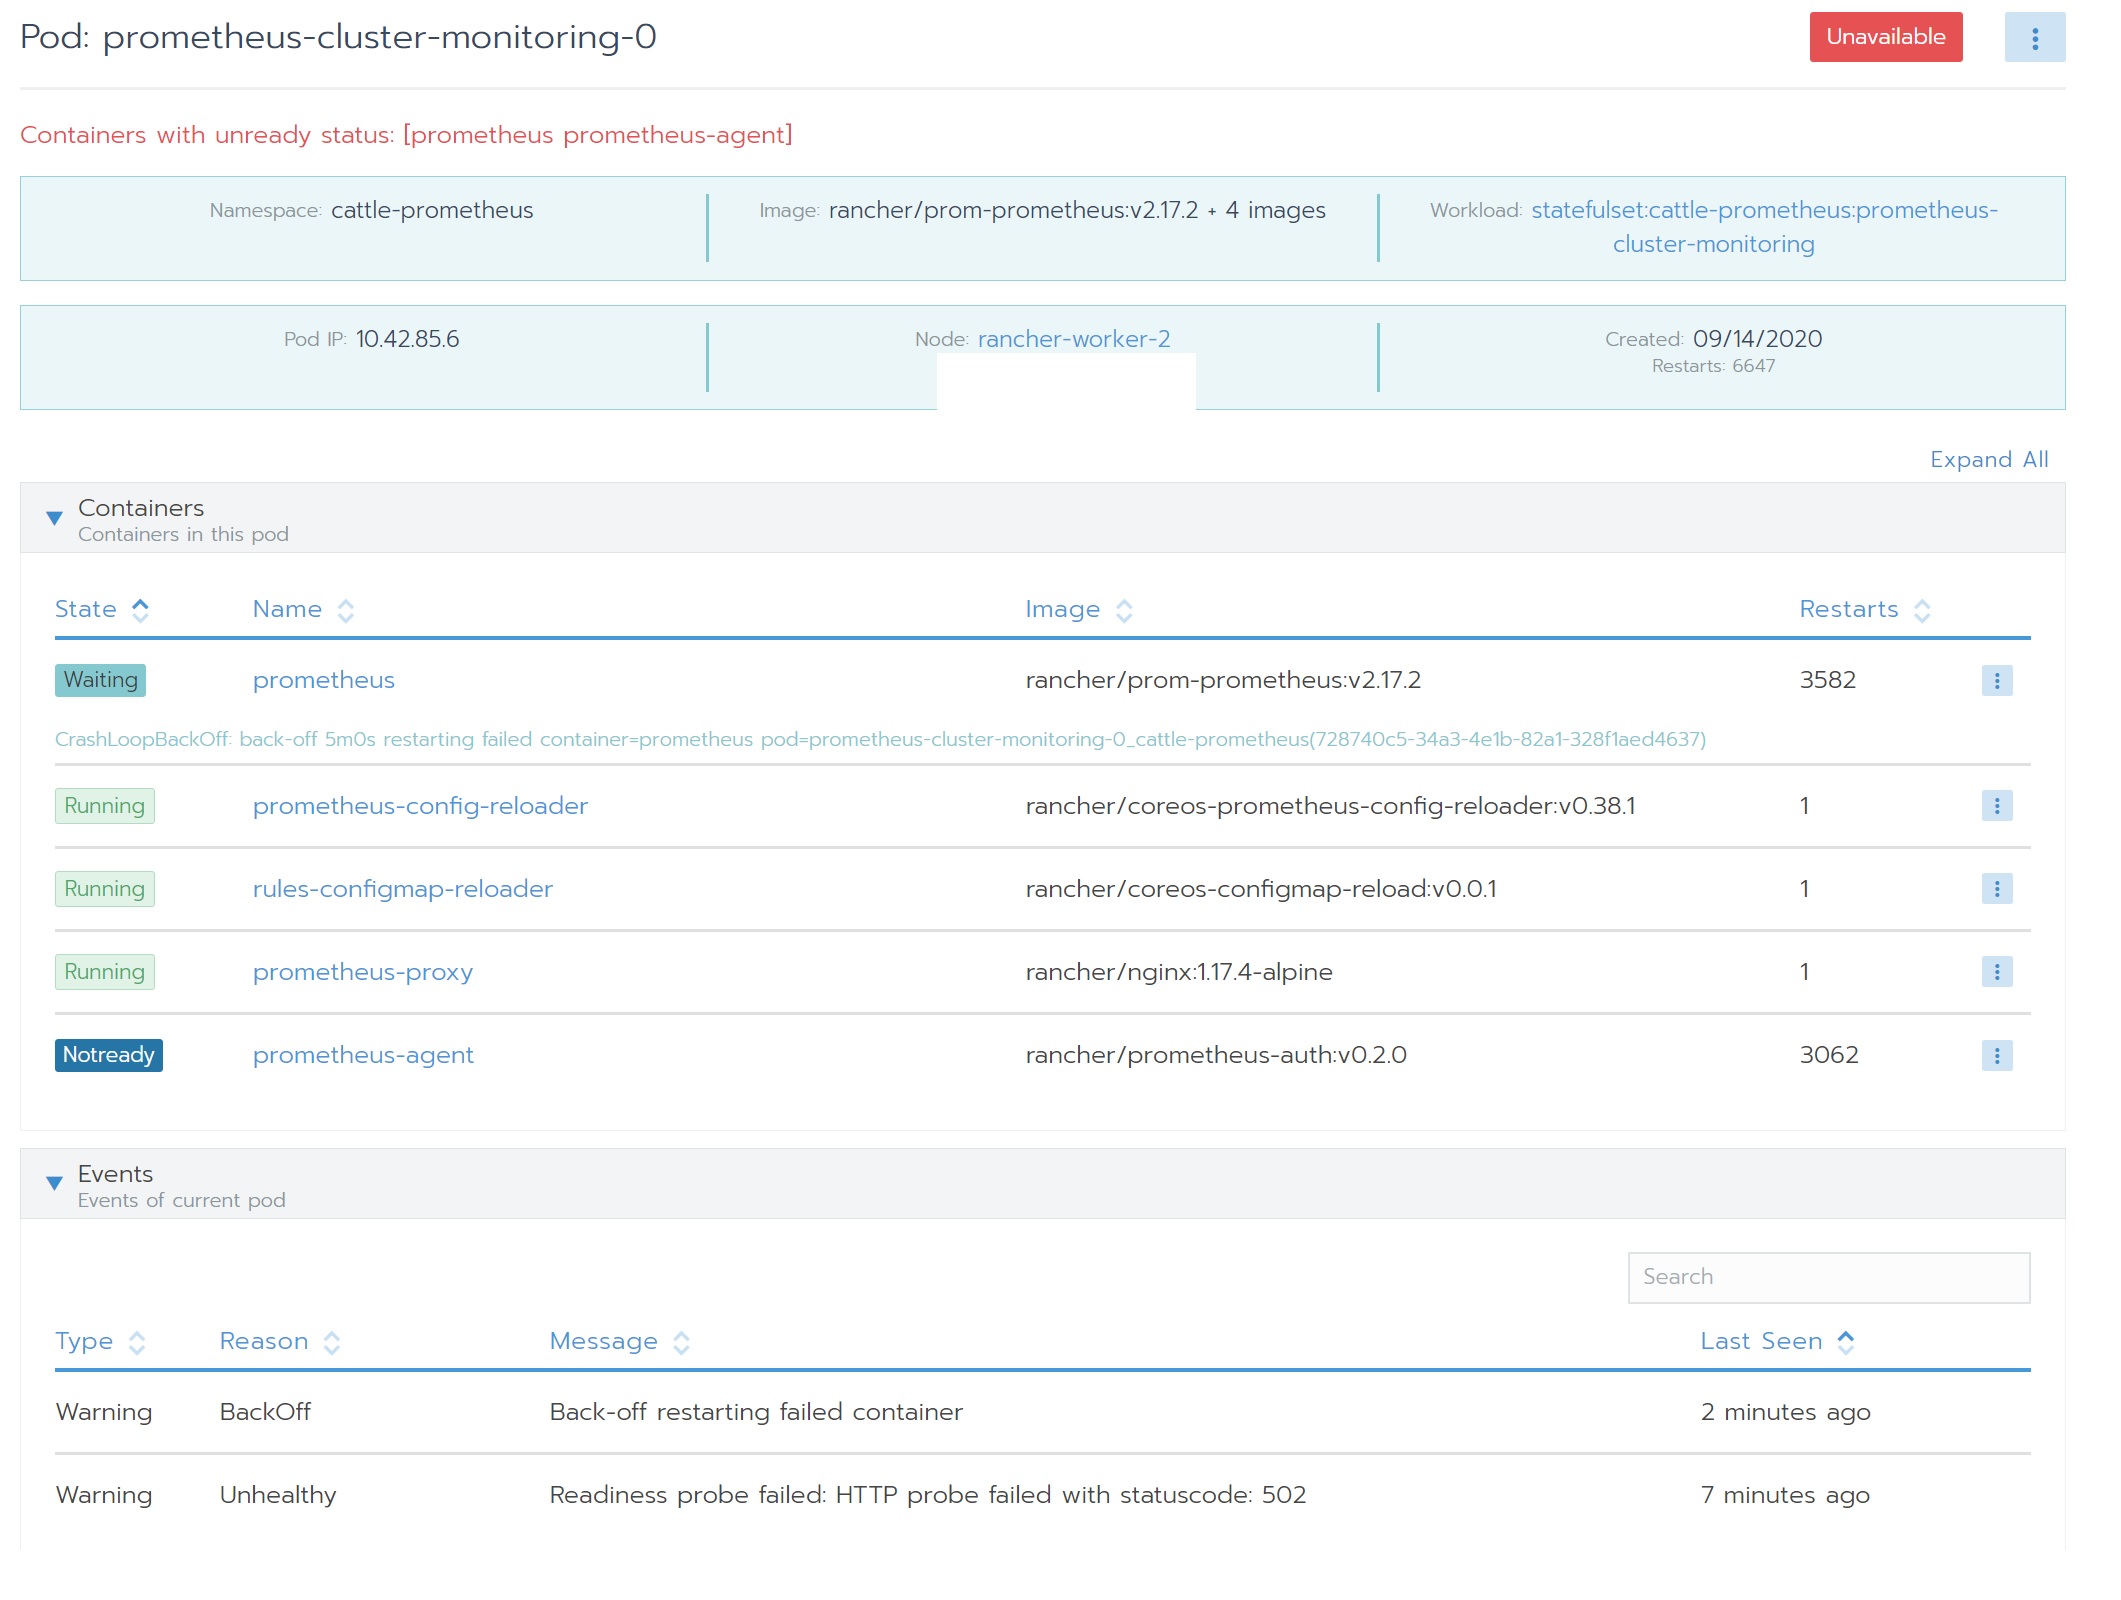 Pod: prometheus-cluster-monitoring-0
Unavailable
Containers with unready status: [prometheus prometheus-agent]
Namespace: cattle-prometheus
Image: rancher/prom-prometheus:v2.17.2 + 4 images
Workload: statefulset:cattle-prometheus:prometheus-
cluster-monitoring
Pod IP: 10.42.85.6
Node: rancher-worker-2
Created: 09/14/2020
Restarts: 6647
Expand All
Containers
Containers in this pod
State Name Image Restarts
Waiting prometheus rancher/prom-prometheus:v2.17.2 3582
CrashLoopBackOff: back-off 5m0s restarting failed container=prometheus pod=prometheus-cluster-monitoring-0_cattle-prometheus(728740c5-34a3-4e1b-82a1-328f1aed4637)
Running prometheus-config-reloader rancher/coreos-prometheus-config-reloader:v0.38.1 1
Running rules-configmap-reloader rancher/coreos-configmap-reload:v0.0.1 1
Running prometheus-proxy rancher/nginx:1.17.4-alpine 1
Notready prometheus-agent rancher/prometheus-auth:v0.2.0 3062
Events
Events of current pod
Search
Type Reason Message Last Seen
Warning BackOff Back-off restarting failed container 2 minutes ago
Warning Unhealthy Readiness probe failed: HTTP probe failed with statuscode: 502 7 minutes ago